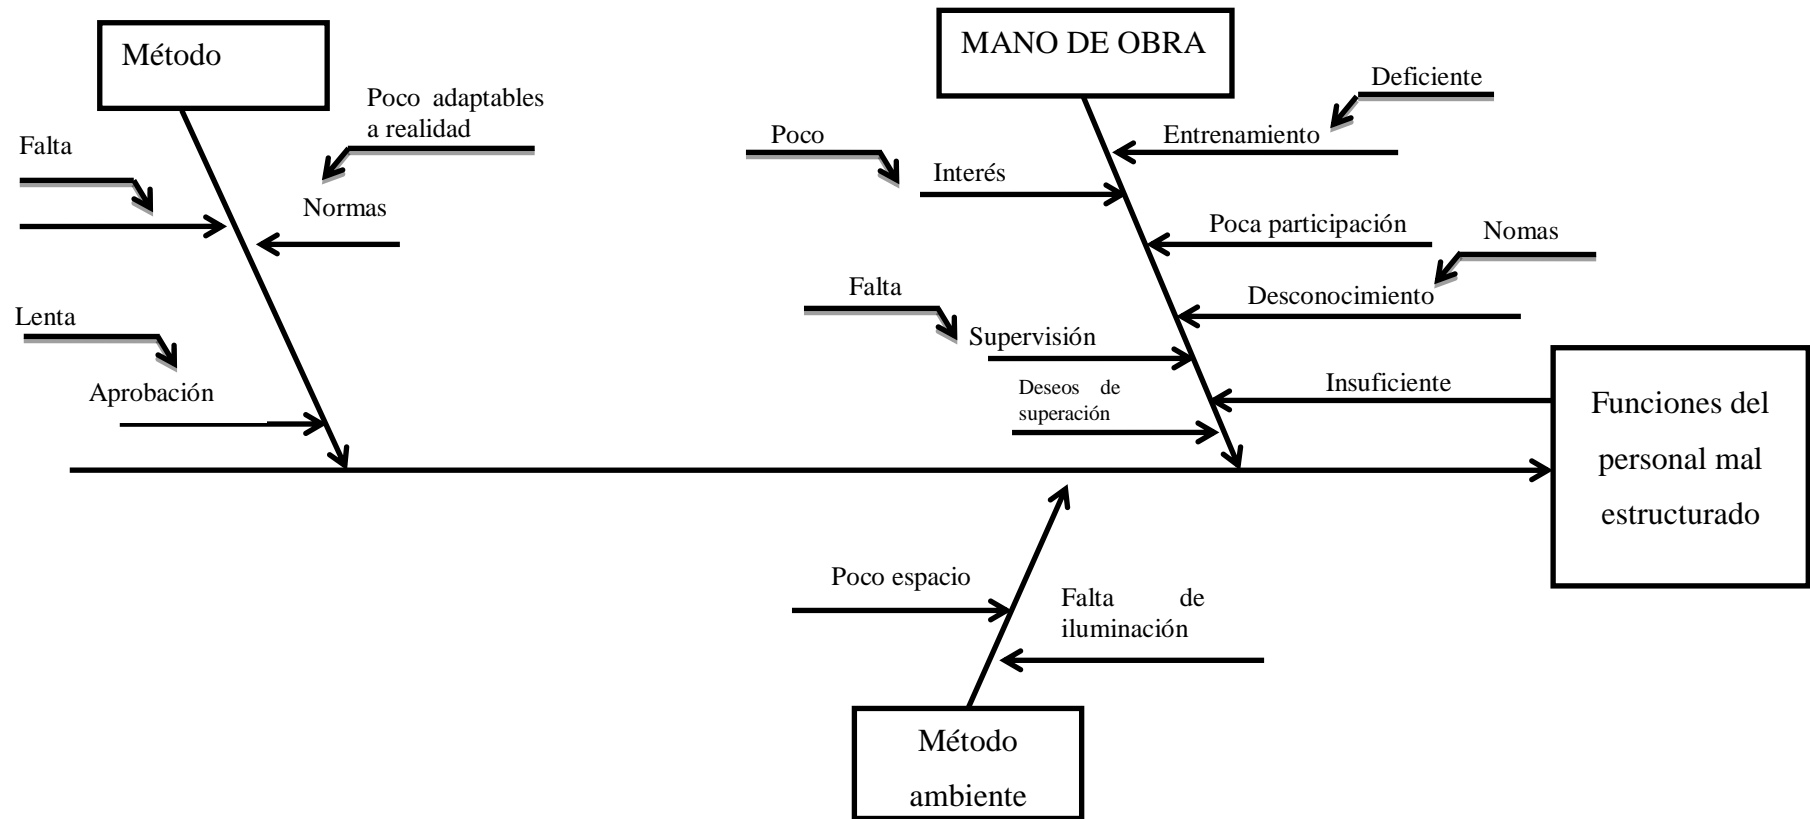 Método
MANO DE OBRA
Deficiente
Poco adaptables
a realidad
Falta
Poco
Entrenamiento
Interés
Normas
Poca participación
Nomas
Falta
Desconocimiento
Lenta
Supervisión
Aprobación
Deseos de
superación
Insuficiente
Funciones del
personal mal
estructurado
Poco espacio
Falta de
iluminación
Método
ambiente